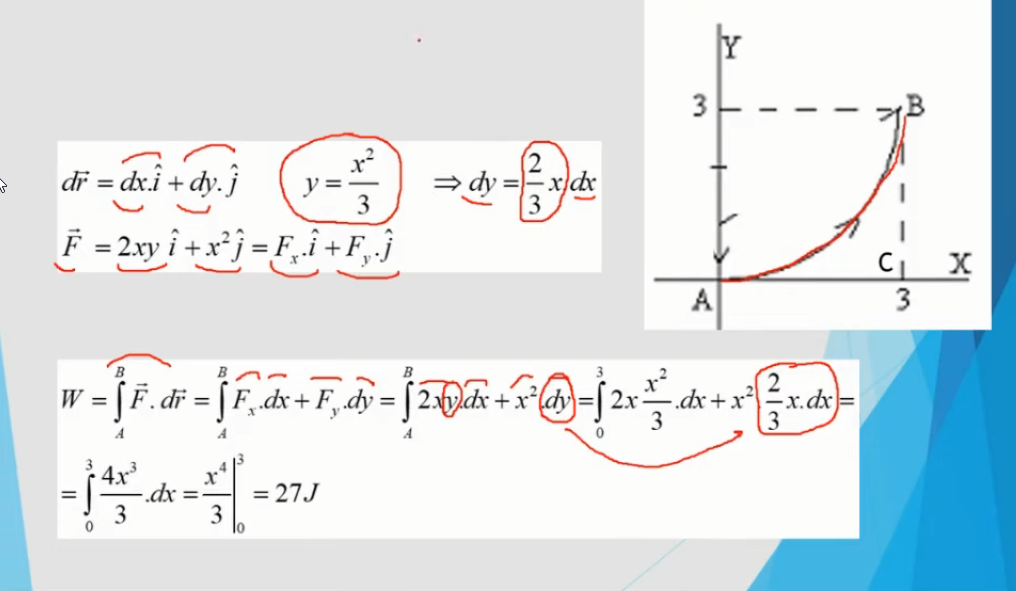 d\vec{r} = dx.\hat{i} + dy.\hat{j}    y = \frac{x^2}{3}    ⇒ dy = \frac{2}{3} x dx
\vec{F} = 2xy \hat{i} + x^2 \hat{j} = F_x.\hat{i} + F_y.\hat{j}
Y
3
B
A
C
X
3
W = \int_A^B \vec{F}.d\vec{r} = \int_A^B F_x.dx + F_y.dy = \int_A^B 2xy.dx + x^2.dy = \int_0^3 2x\frac{x^2}{3}.dx + x^2\frac{2}{3}x.dx =
= \int_0^3 \frac{4x^3}{3}.dx = \frac{x^4}{3}|_0^3 = 27J